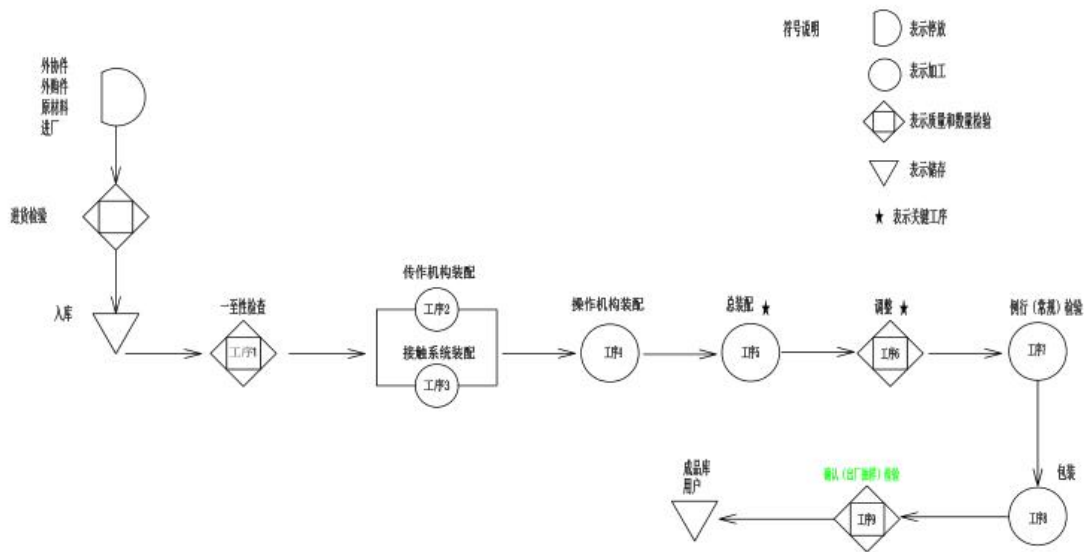 符号说明
表示停放
表示加工
表示质量和数量检验
表示储存
★ 表示关键工序
外协件
外购件
原材料
进厂
进货检验
入库
一至性检查
工序1
传作机构装配
工序2
接触系统装配
工序3
操作机构装配
工序4
总装配 ★
工序5
调整 ★
工序6
例行（常规）检验
工序7
包装
工序8
确认（出厂抽样）检验
工序9
成品库
用户